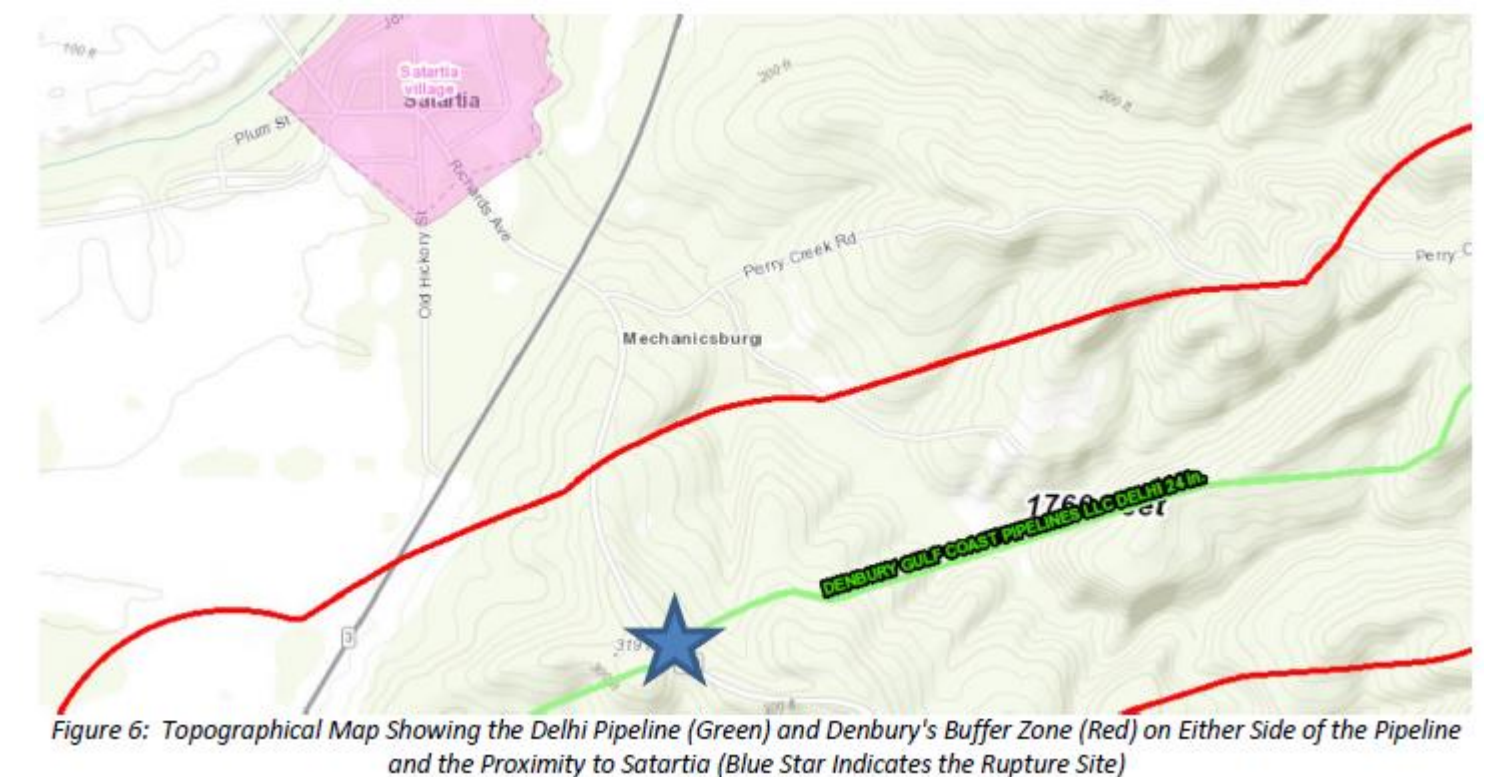 Joh
100 ft
Satartia
village
Satartia
200 ft
200 ft
Plum St
Richards Ave
Old Hickory St
Perry Creek Rd
Perry C
Mechanicsburg
DENBURY GULF COAST PIPELINES LLC DELHI 24 in.
3
319
300 ft
Figure 6: Topographical Map Showing the Delhi Pipeline (Green) and Denbury's Buffer Zone (Red) on Either Side of the Pipeline
and the Proximity to Satartia (Blue Star Indicates the Rupture Site)